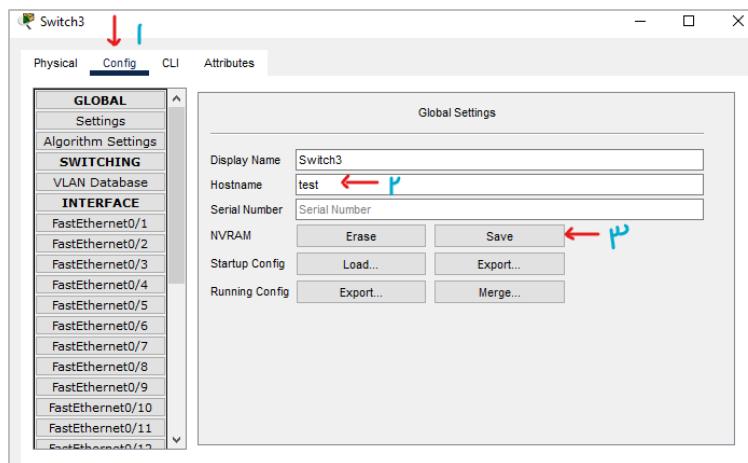 Switch3
۱
Physical Config CLI Attributes
GLOBAL
Settings
Algorithm Settings
SWITCHING
VLAN Database
INTERFACE
FastEthernet0/1
FastEthernet0/2
FastEthernet0/3
FastEthernet0/4
FastEthernet0/5
FastEthernet0/6
FastEthernet0/7
FastEthernet0/8
FastEthernet0/9
FastEthernet0/10
FastEthernet0/11
FastEthernet0/12
Global Settings
Display Name Switch3
Hostname test ۲
Serial Number Serial Number
NVRAM Erase Save ۳
Startup Config Load... Export...
Running Config Export... Merge...